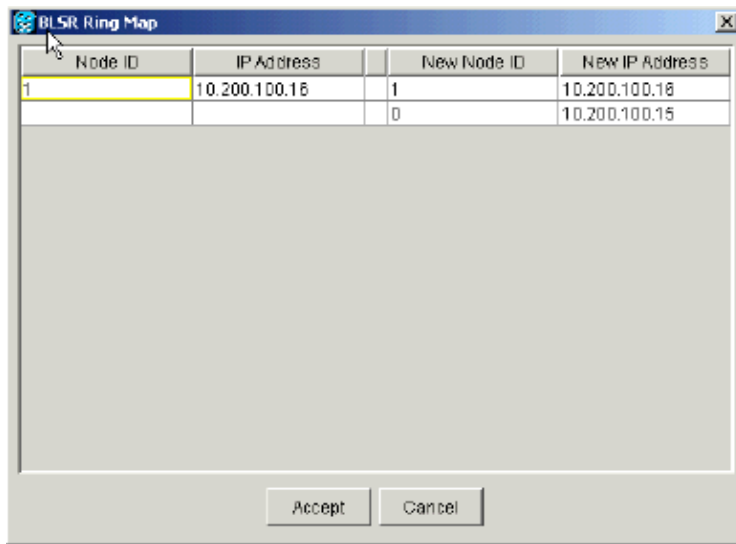 BLSR Ring Map
Node ID IP Address New Node ID New IP Address
1 10.200.100.16 1 10.200.100.16
0 10.200.100.15
Accept Cancel